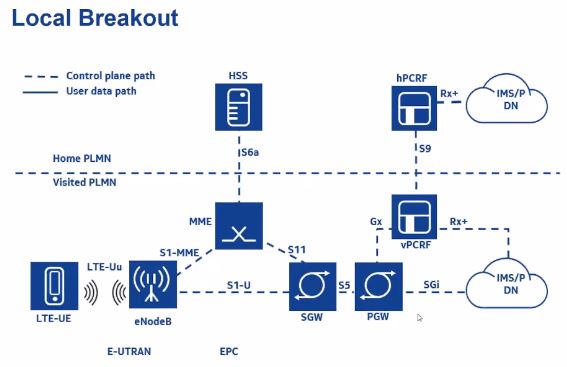 Local Breakout
Control plane path
User data path
HSS
hPCRF
Rx+
IMS/P
DN
S6a
S9
Home PLMN
Visited PLMN
MME
Gx
Rx+
vPCRF
S1-MME
S11
LTE-Uu
S1-U
S5
SGi
IMS/P
DN
LTE-UE
eNodeB
SGW
PGW
E-UTRAN
EPC